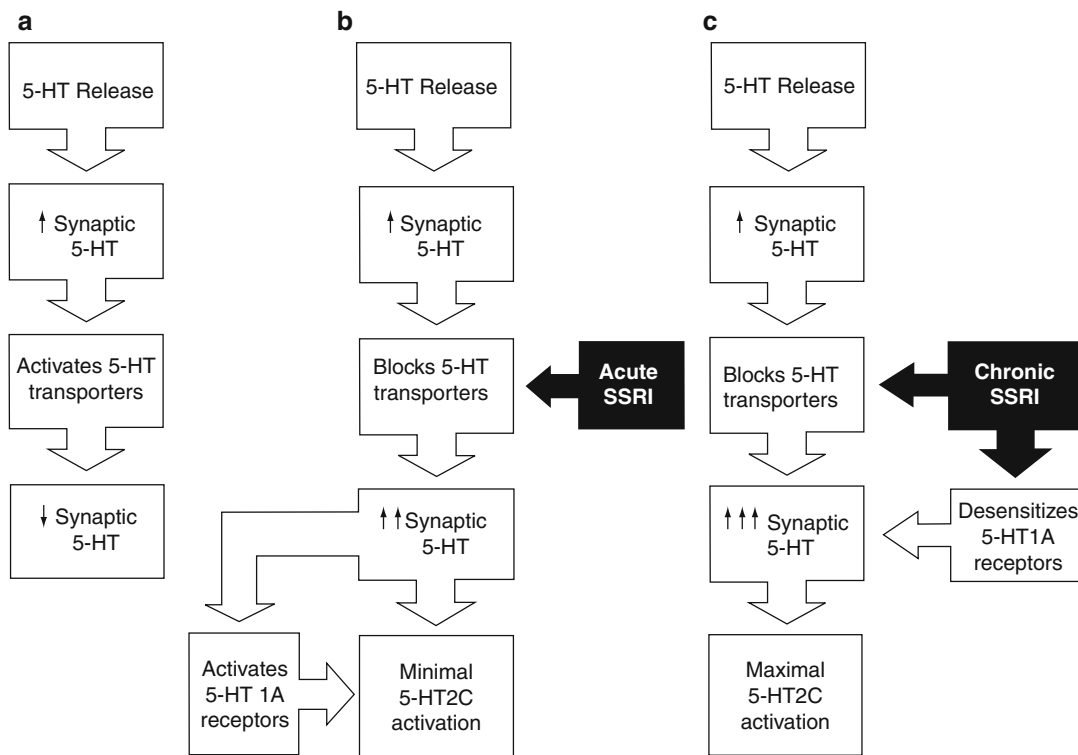 a
5-HT Release
↑ Synaptic
5-HT
Activates 5-HT
transporters
↓ Synaptic
5-HT
b
5-HT Release
↑ Synaptic
5-HT
Blocks 5-HT
transporters
Acute
SSRI
↑↑ Synaptic
5-HT
Activates
5-HT 1A
receptors
Minimal
5-HT2C
activation
c
5-HT Release
↑ Synaptic
5-HT
Blocks 5-HT
transporters
Chronic
SSRI
↑↑↑ Synaptic
5-HT
Desensitizes
5-HT1A
receptors
Maximal
5-HT2C
activation